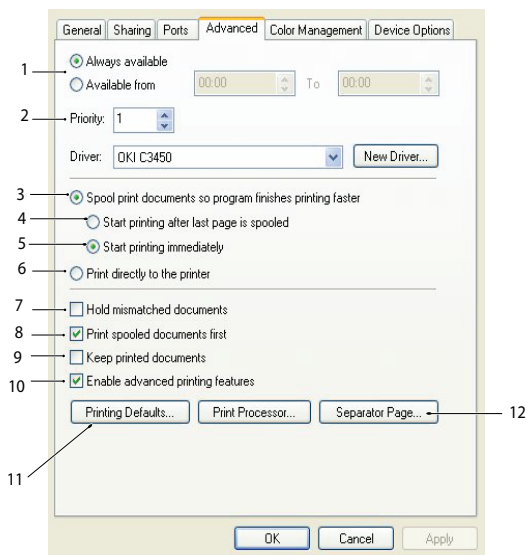 General Sharing Ports Advanced Color Management Device Options
1 Always available
Available from 00:00 To 00:00
2 Priority: 1
Driver: OKI C3450 New Driver...
3 Spool print documents so program finishes printing faster
4 Start printing after last page is spooled
5 Start printing immediately
6 Print directly to the printer
7 Hold mismatched documents
8 Print spooled documents first
9 Keep printed documents
10 Enable advanced printing features
Printing Defaults... Print Processor... Separator Page... 12
11
OK Cancel Apply